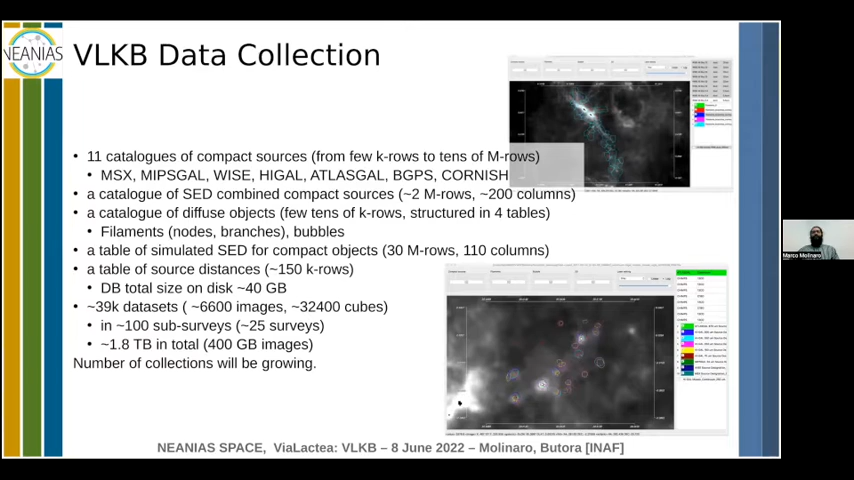 NEANIAS
VLKB Data Collection
• 11 catalogues of compact sources (from few k-rows to tens of M-rows)
• MSX, MIPSGAL, WISE, HIGAL, ATLASGAL, BGPS, CORNISH
• a catalogue of SED combined compact sources (~2 M-rows, ~200 columns)
• a catalogue of diffuse objects (few tens of k-rows, structured in 4 tables)
• Filaments (nodes, branches), bubbles
• a table of simulated SED for compact objects (30 M-rows, 110 columns)
• a table of source distances (~150 k-rows)
• DB total size on disk ~40 GB
• ~39k datasets ( ~6600 images, ~32400 cubes)
• in ~100 sub-surveys (~25 surveys)
• ~1.8 TB in total (400 GB images)
Number of collections will be growing.
NEANIAS SPACE, ViaLactea: VLKB – 8 June 2022 – Molinaro, Butora [INAF]
Marco Molinaro